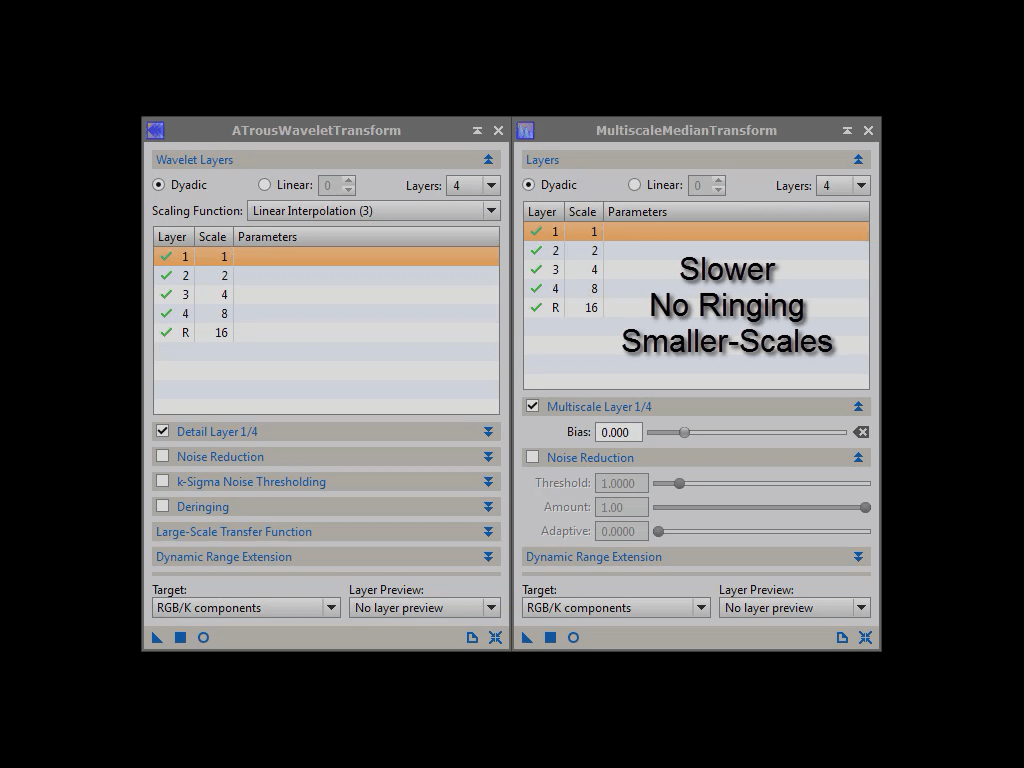 ATrousWaveletTransform
Wavelet Layers
Dyadic Linear: 0 Layers: 4
Scaling Function: Linear Interpolation (3)
Layer Scale Parameters
1 1
2 2
3 4
4 8
R 16
Detail Layer 1/4
Noise Reduction
k-Sigma Noise Thresholding
Deringing
Large-Scale Transfer Function
Dynamic Range Extension
Target: Layer Preview:
RGB/K components No layer preview
MultiscaleMedianTransform
Layers
Dyadic Linear: 0 Layers: 4
Layer Scale Parameters
1 1
2 2
3 4
4 8
R 16
Slower
No Ringing
Smaller-Scales
Multiscale Layer 1/4
Bias: 0.000
Noise Reduction
Threshold: 1.0000
Amount: 1.00
Adaptive: 0.0000
Dynamic Range Extension
Target: Layer Preview:
RGB/K components No layer preview